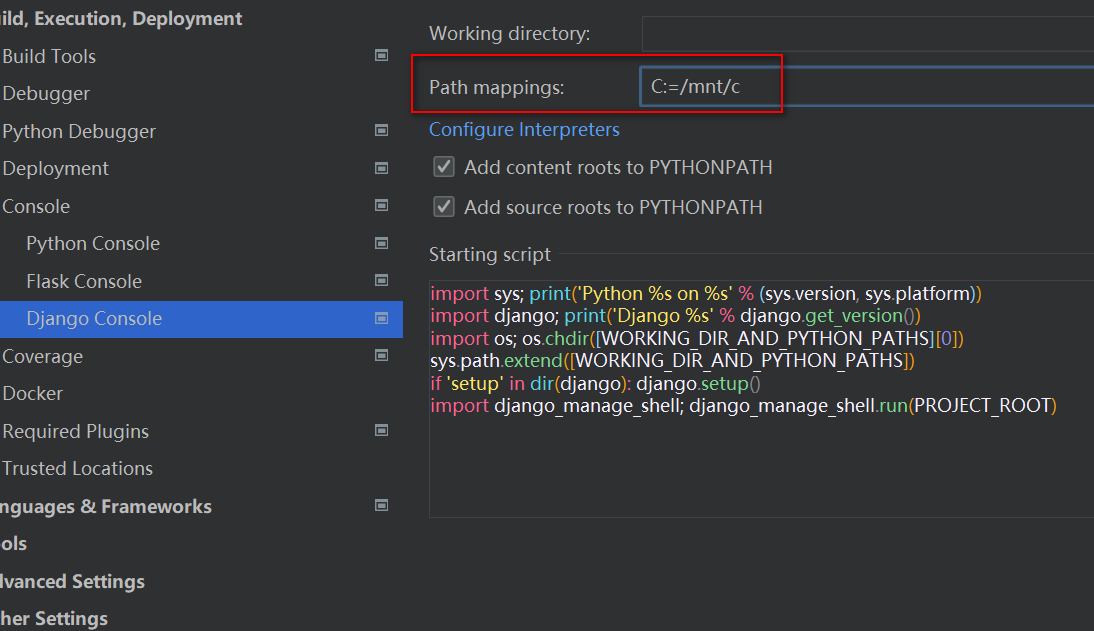 ild, Execution, Deployment
Build Tools
Debugger
Python Debugger
Deployment
Console
Python Console
Flask Console
Django Console
Coverage
Docker
Required Plugins
Trusted Locations
nguages & Frameworks
ols
dvanced Settings
her Settings
Working directory:
Path mappings: C:=/mnt/c
Configure Interpreters
Add content roots to PYTHONPATH
Add source roots to PYTHONPATH
Starting script
import sys; print('Python %s on %s' % (sys.version, sys.platform))
import django; print('Django %s' % django.get_version())
import os; os.chdir([WORKING_DIR_AND_PYTHON_PATHS][0])
sys.path.extend([WORKING_DIR_AND_PYTHON_PATHS])
if 'setup' in dir(django): django.setup()
import django_manage_shell; django_manage_shell.run(PROJECT_ROOT)